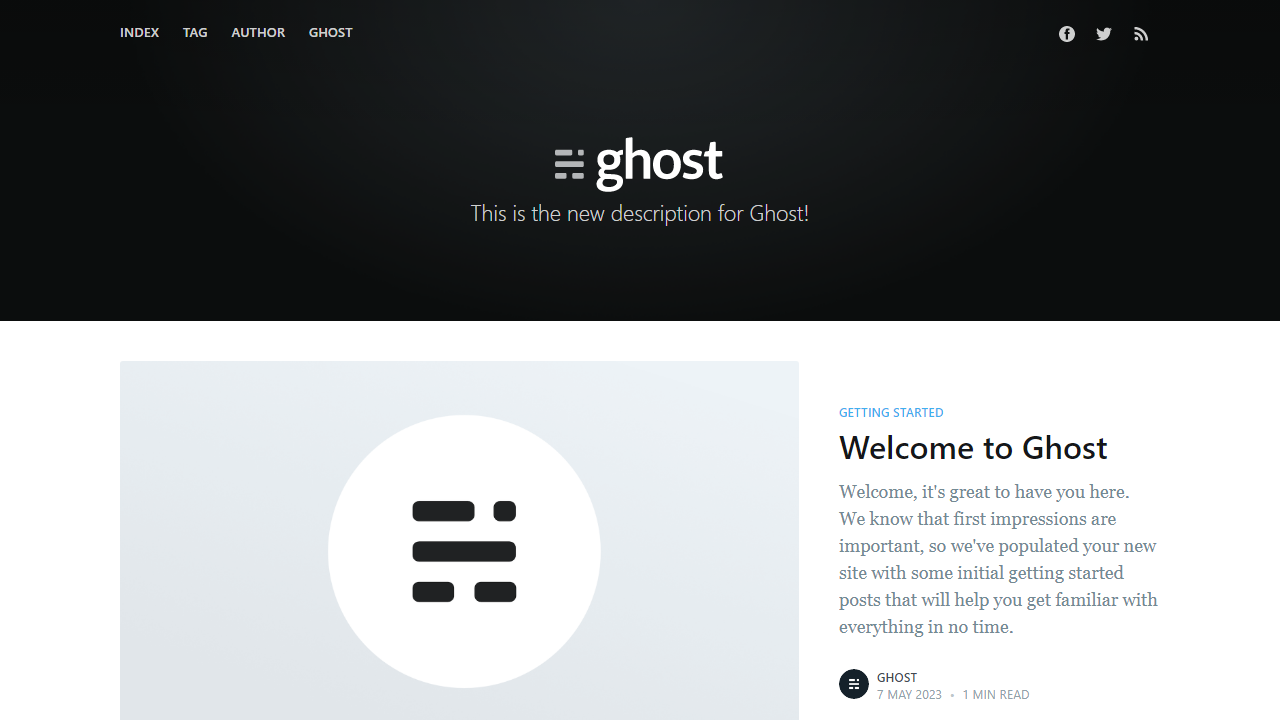 INDEX TAG AUTHOR GHOST
ghost
This is the new description for Ghost!
GETTING STARTED
Welcome to Ghost
Welcome, it's great to have you here.
We know that first impressions are
important, so we've populated your new
site with some initial getting started
posts that will help you get familiar with
everything in no time.
GHOST
7 MAY 2023 • 1 MIN READ